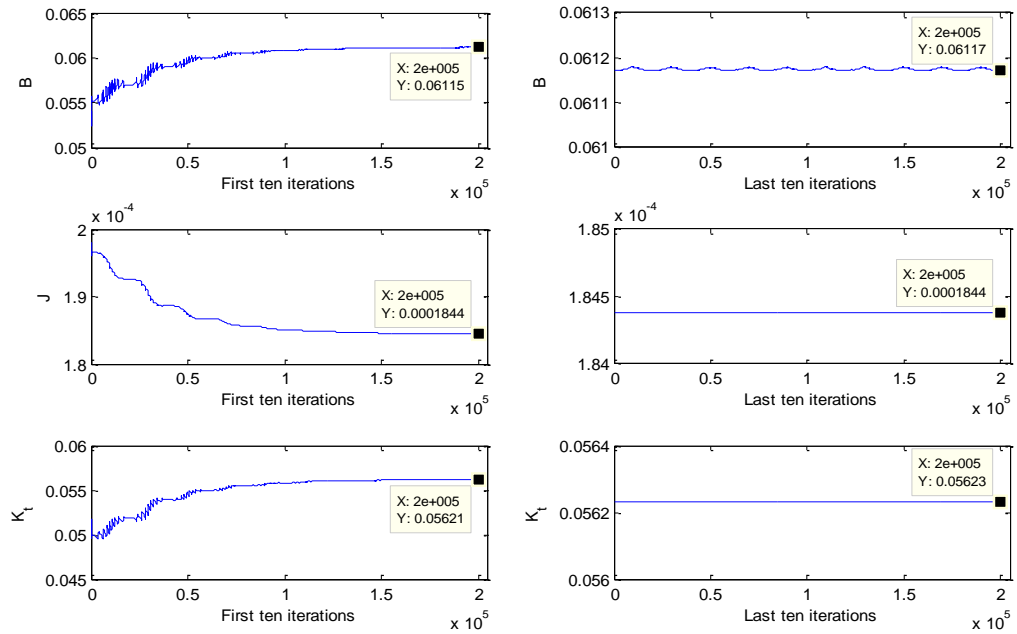 0.065
0.06
0.055
0.05
B
X: 2e+005
Y: 0.06115
0
0.5
1
1.5
2
x 10^5
First ten iterations
0.0613
0.0612
0.0611
0.061
B
X: 2e+005
Y: 0.06117
0
0.5
1
1.5
2
x 10^5
Last ten iterations
x 10^-4
2
1.9
1.8
J
X: 2e+005
Y: 0.0001844
0
0.5
1
1.5
2
x 10^5
First ten iterations
x 10^-4
1.85
1.845
1.84
X: 2e+005
Y: 0.0001844
0
0.5
1
1.5
2
x 10^5
Last ten iterations
0.06
0.055
0.05
0.045
K_t
X: 2e+005
Y: 0.05621
0
0.5
1
1.5
2
x 10^5
First ten iterations
0.0564
0.0562
0.056
K_t
X: 2e+005
Y: 0.05623
0
0.5
1
1.5
2
x 10^5
Last ten iterations